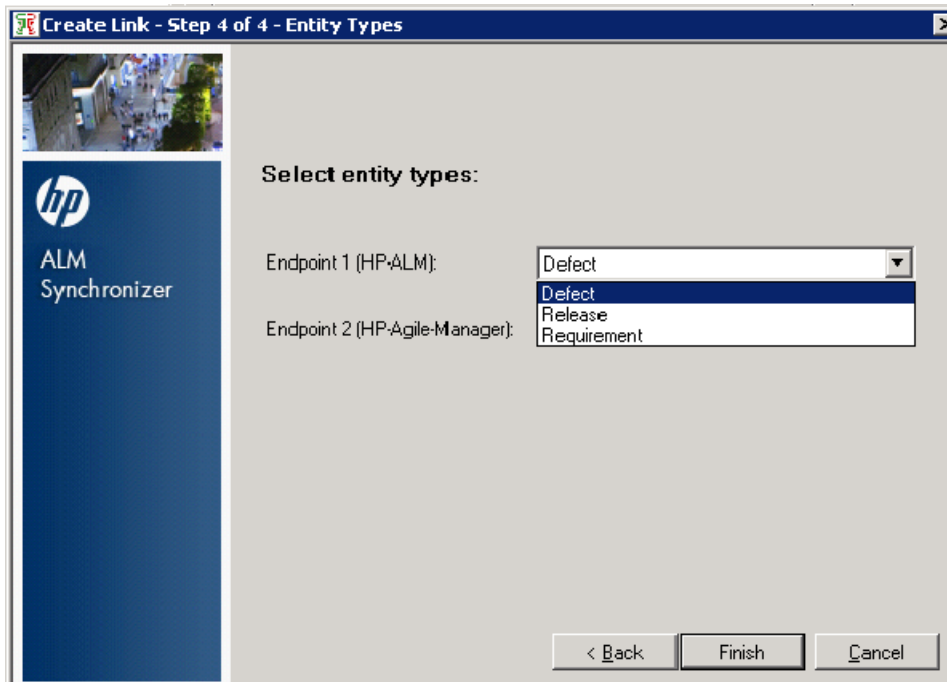 Create Link - Step 4 of 4 - Entity Types
hp
ALM
Synchronizer
Select entity types:
Endpoint 1 (HP-ALM):
Defect
Defect
Release
Requirement
Endpoint 2 (HP-Agile-Manager):
< Back
Finish
Cancel